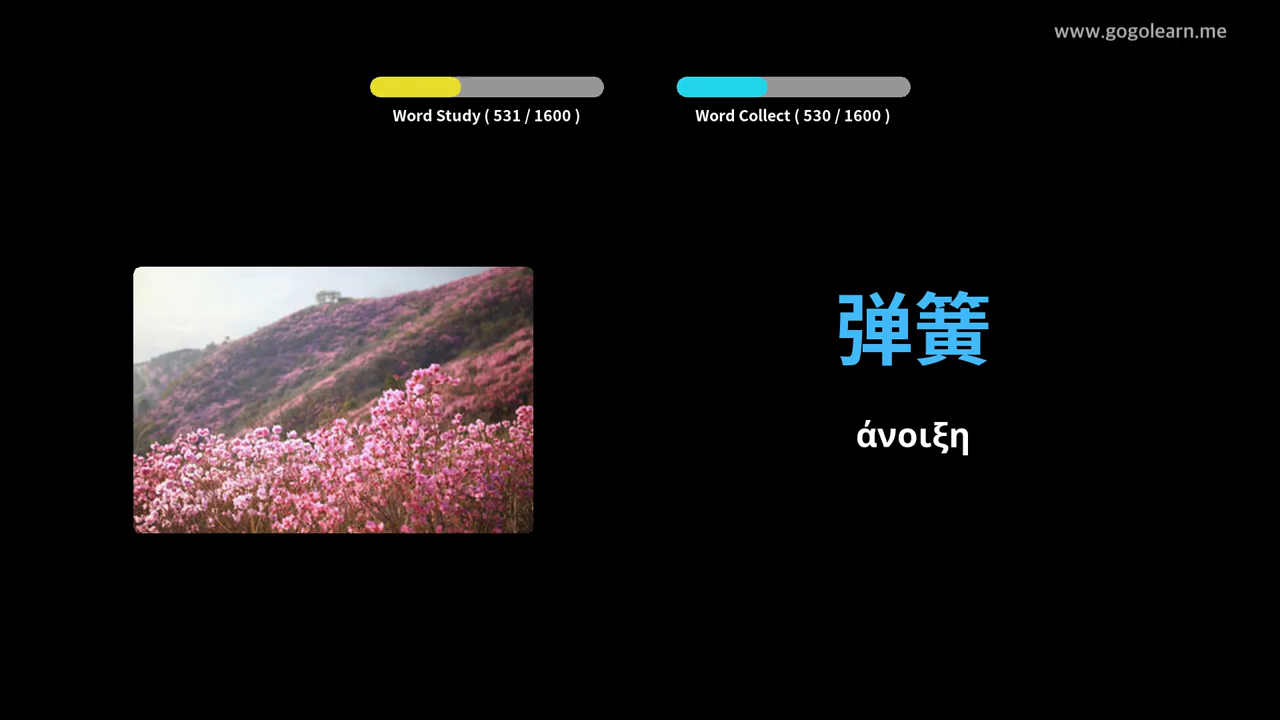 www.gogolearn.me
Word Study ( 531 / 1600 )
Word Collect ( 530 / 1600 )
弹簧
άνοιξη